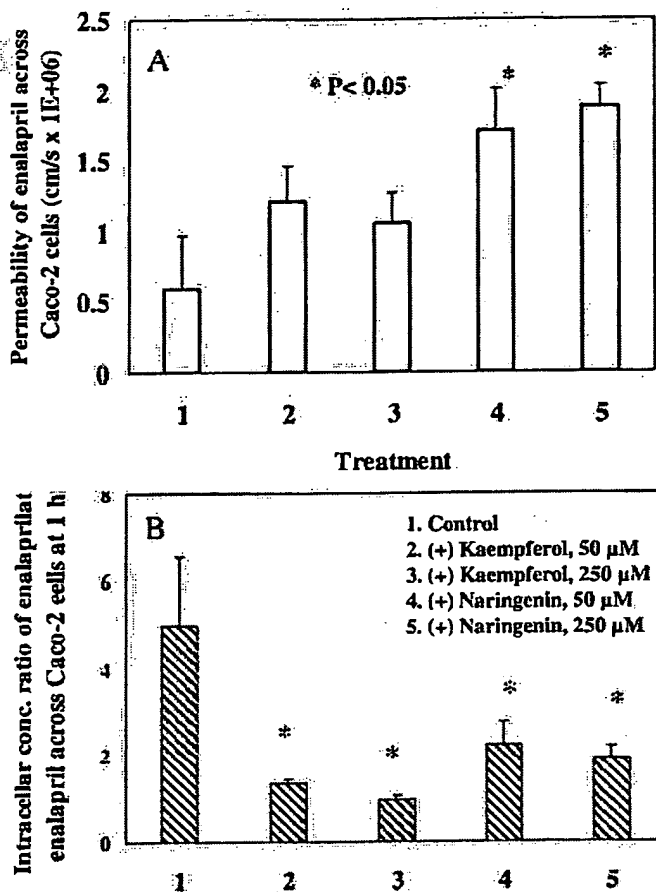 Permeability of enalapril across
Caco-2 cells (cm/s x 1E+06)
2.5
2
1.5
1
0.5
0
A
* P< 0.05
*
*
1 2 3 4 5
Treatment
Intracellar conc. ratio of enalaprilat
enalapril across Caco-2 cells at 1 h
8
6
4
2
0
B
1. Control
2. (+) Kaempferol, 50 µM
3. (+) Kaempferol, 250 µM
4. (+) Naringenin, 50 µM
5. (+) Naringenin, 250 µM
* * * *
1 2 3 4 5